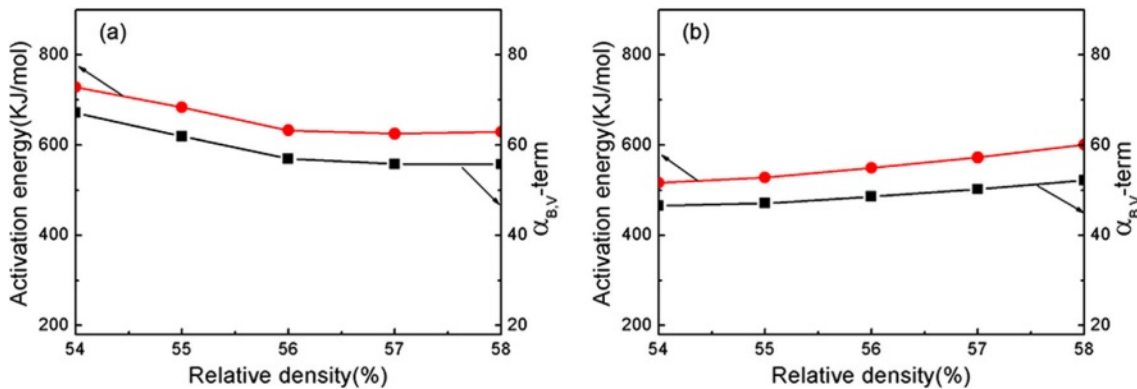 (a)
Activation energy(KJ/mol)
800
600
400
200
80
60
40
20
α_B,V-term
54 55 56 57 58
Relative density(%)
(b)
Activation energy(KJ/mol)
800
600
400
200
80
60
40
20
α_B,V-term
54 55 56 57 58
Relative density(%)